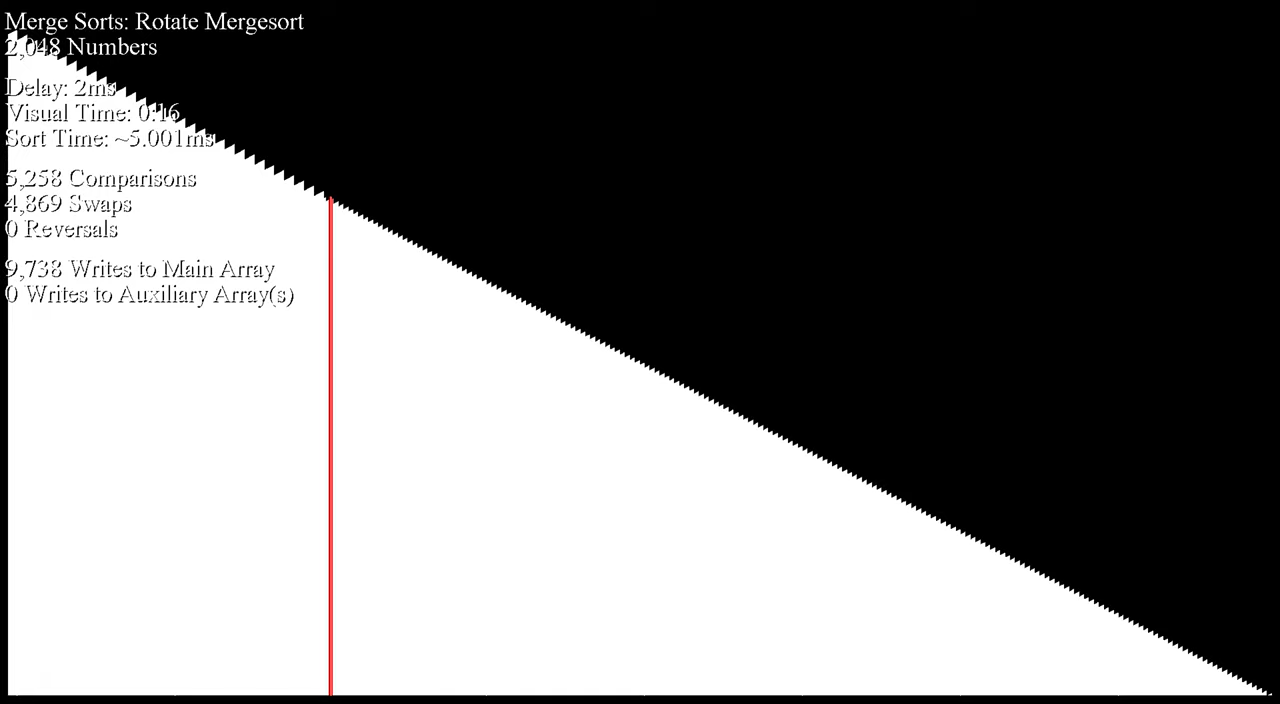 Merge Sorts: Rotate Mergesort
2,048 Numbers
Delay: 2ms
Visual Time: 0:16
Sort Time: ~5.001ms
5,258 Comparisons
4,869 Swaps
0 Reversals
9,738 Writes to Main Array
0 Writes to Auxiliary Array(s)